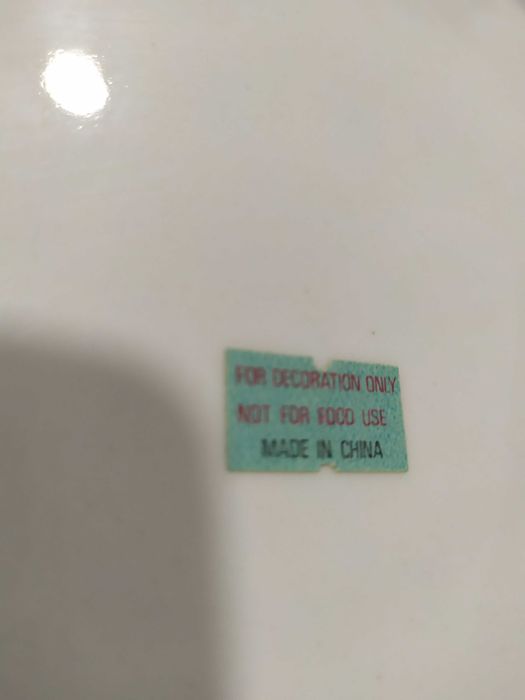 FOR DECORATION ONLY
NOT FOR FOOD USE
MADE IN CHINA